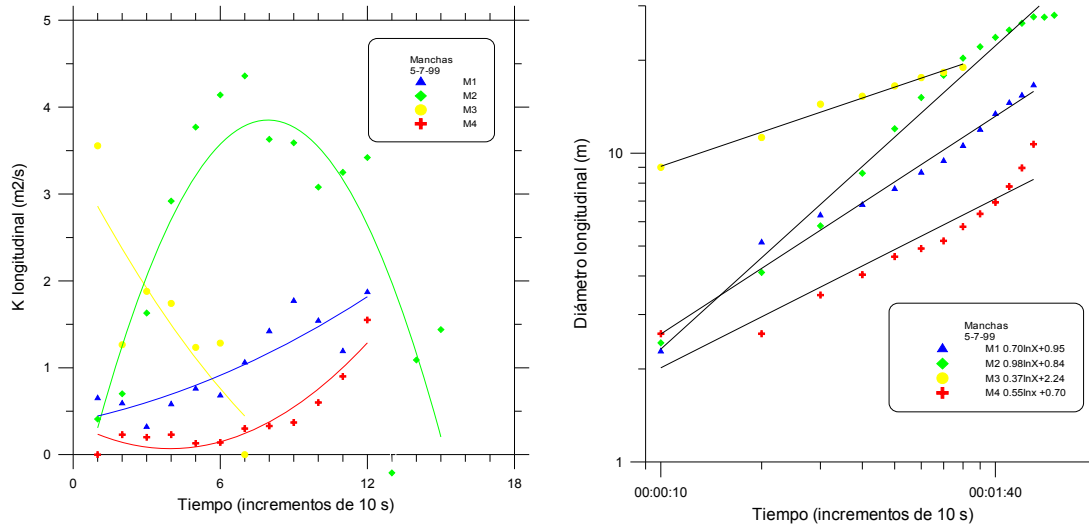 5
4
3
2
1
0
K longitudinal (m2/s)
Manchas
5-7-99
M1
M2
M3
M4
0 3 6 9 12 15 18
Tiempo (incrementos de 10 s)
10
1
Diámetro longitudinal (m)
Manchas
5-7-99
M1 0.70lnX+0.95
M2 0.98lnX+0.84
M3 0.37lnX+2.24
M4 0.55lnx +0.70
00:00:10 00:01:40
Tiempo (incrementos de 10 s)